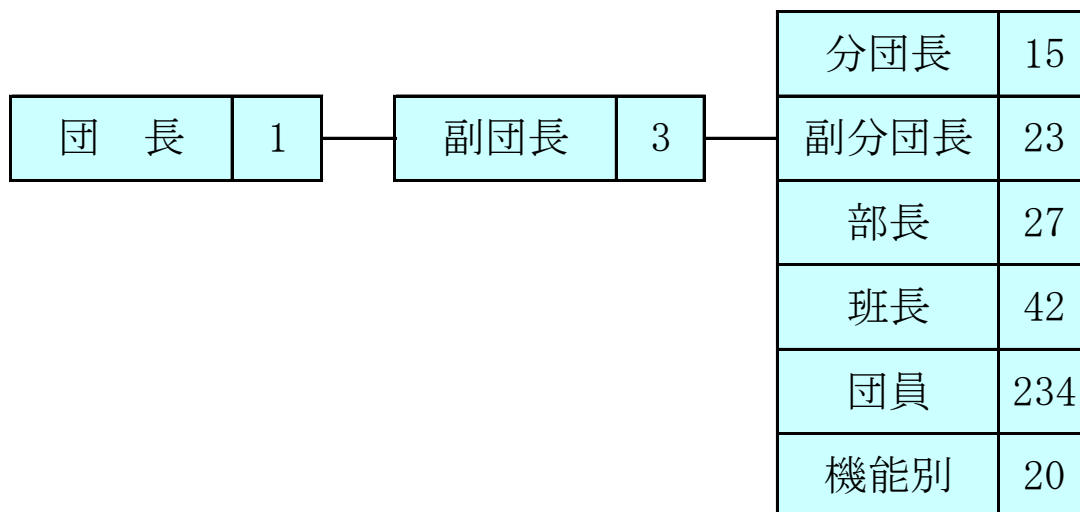 分団長 15
団 長 1 副団長 3 副分団長 23
部長 27
班長 42
団員 234
機能別 20